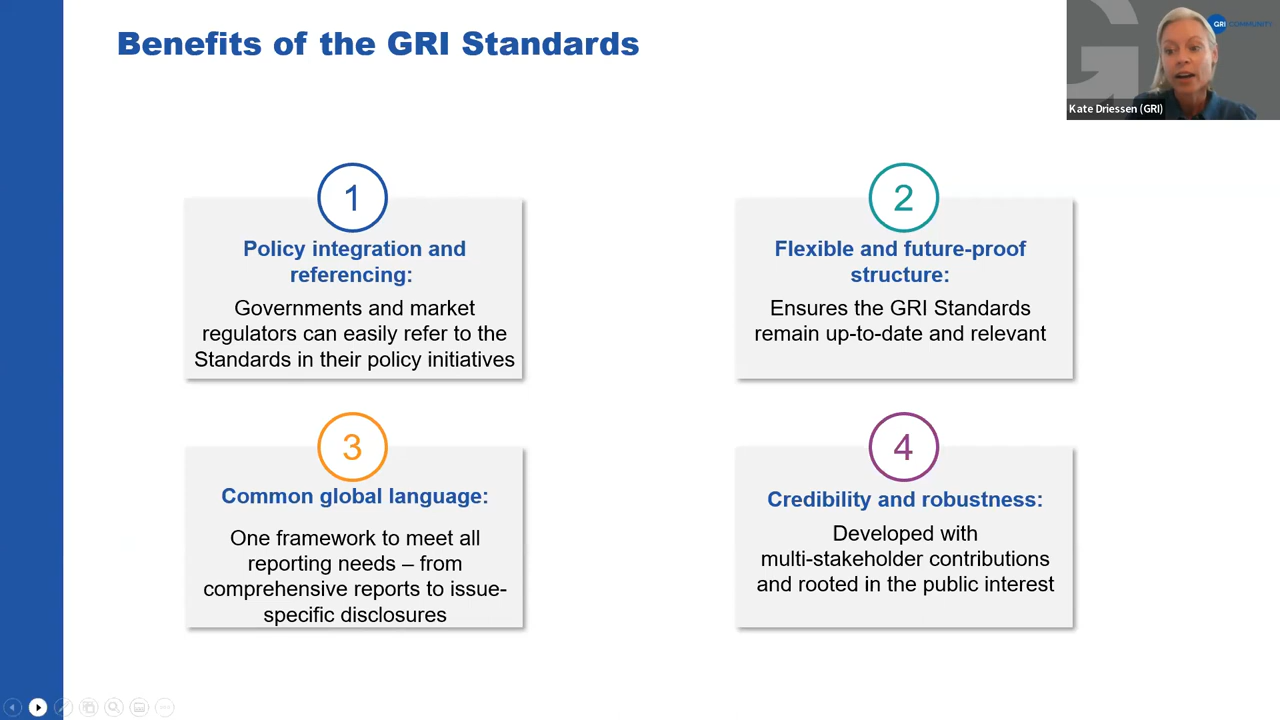 Benefits of the GRI Standards
GRI COMMUNITY
Kate Driessen (GRI)
1
Policy integration and
referencing:
Governments and market
regulators can easily refer to the
Standards in their policy initiatives
2
Flexible and future-proof
structure:
Ensures the GRI Standards
remain up-to-date and relevant
3
Common global language:
One framework to meet all
reporting needs – from
comprehensive reports to issue-
specific disclosures
4
Credibility and robustness:
Developed with
multi-stakeholder contributions
and rooted in the public interest